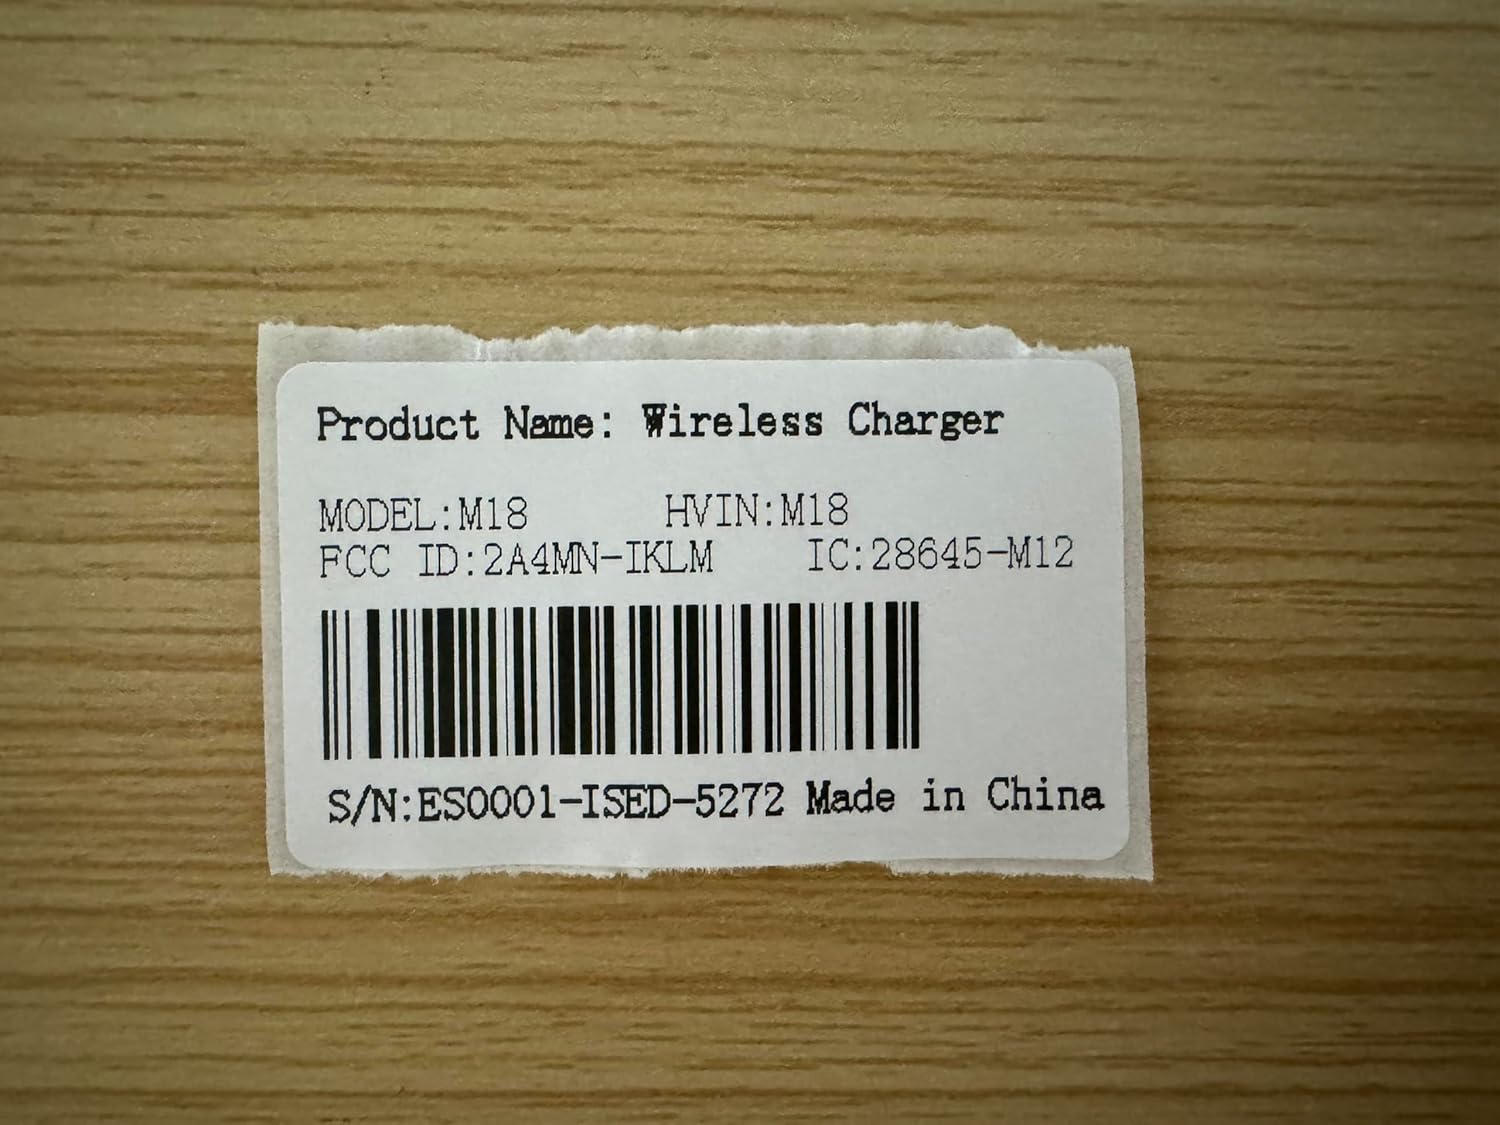 Product Name: Wireless Charger
MODEL:M18 HVIN:M18
FCC ID:2A4MN-IKLM IC:28645-M12
S/N:ES0001-ISED-5272 Made in China